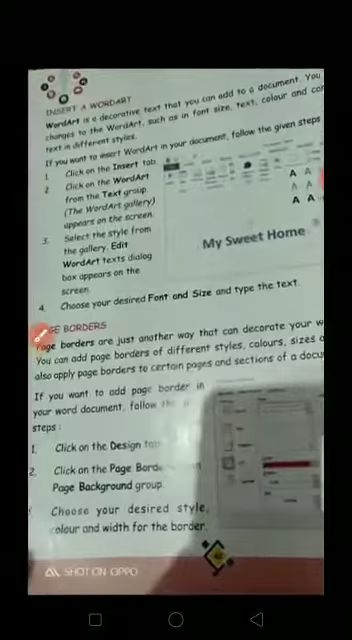 INSERT A WORDART
WordArt is a decorative text that you can add to a document. You
changes to the WordArt, such as in font size, text, colour and
text in different styles.
If you want to insert WordArt in your document, follow the given steps
1. Click on the Insert tab.
2. Click on the WordArt
from the Text group.
(The WordArt gallery)
appears on the screen.
3. Select the style from
the gallery. Edit
WordArt texts dialog
box appears on the
screen.
A A
A A
A A
My Sweet Home
4. Choose your desired Font and Size and type the text.
GE BORDERS
Page borders are just another way that can decorate your
You can add page borders of different styles, colours, sizes
also apply page borders to certain pages and sections of a
If you want to add page border in
your word document, follow the
steps :
1. Click on the Design tab
2. Click on the Page
Page Background group.
Choose your desired style,
colour and width for the border.
SHOT ON OPPO